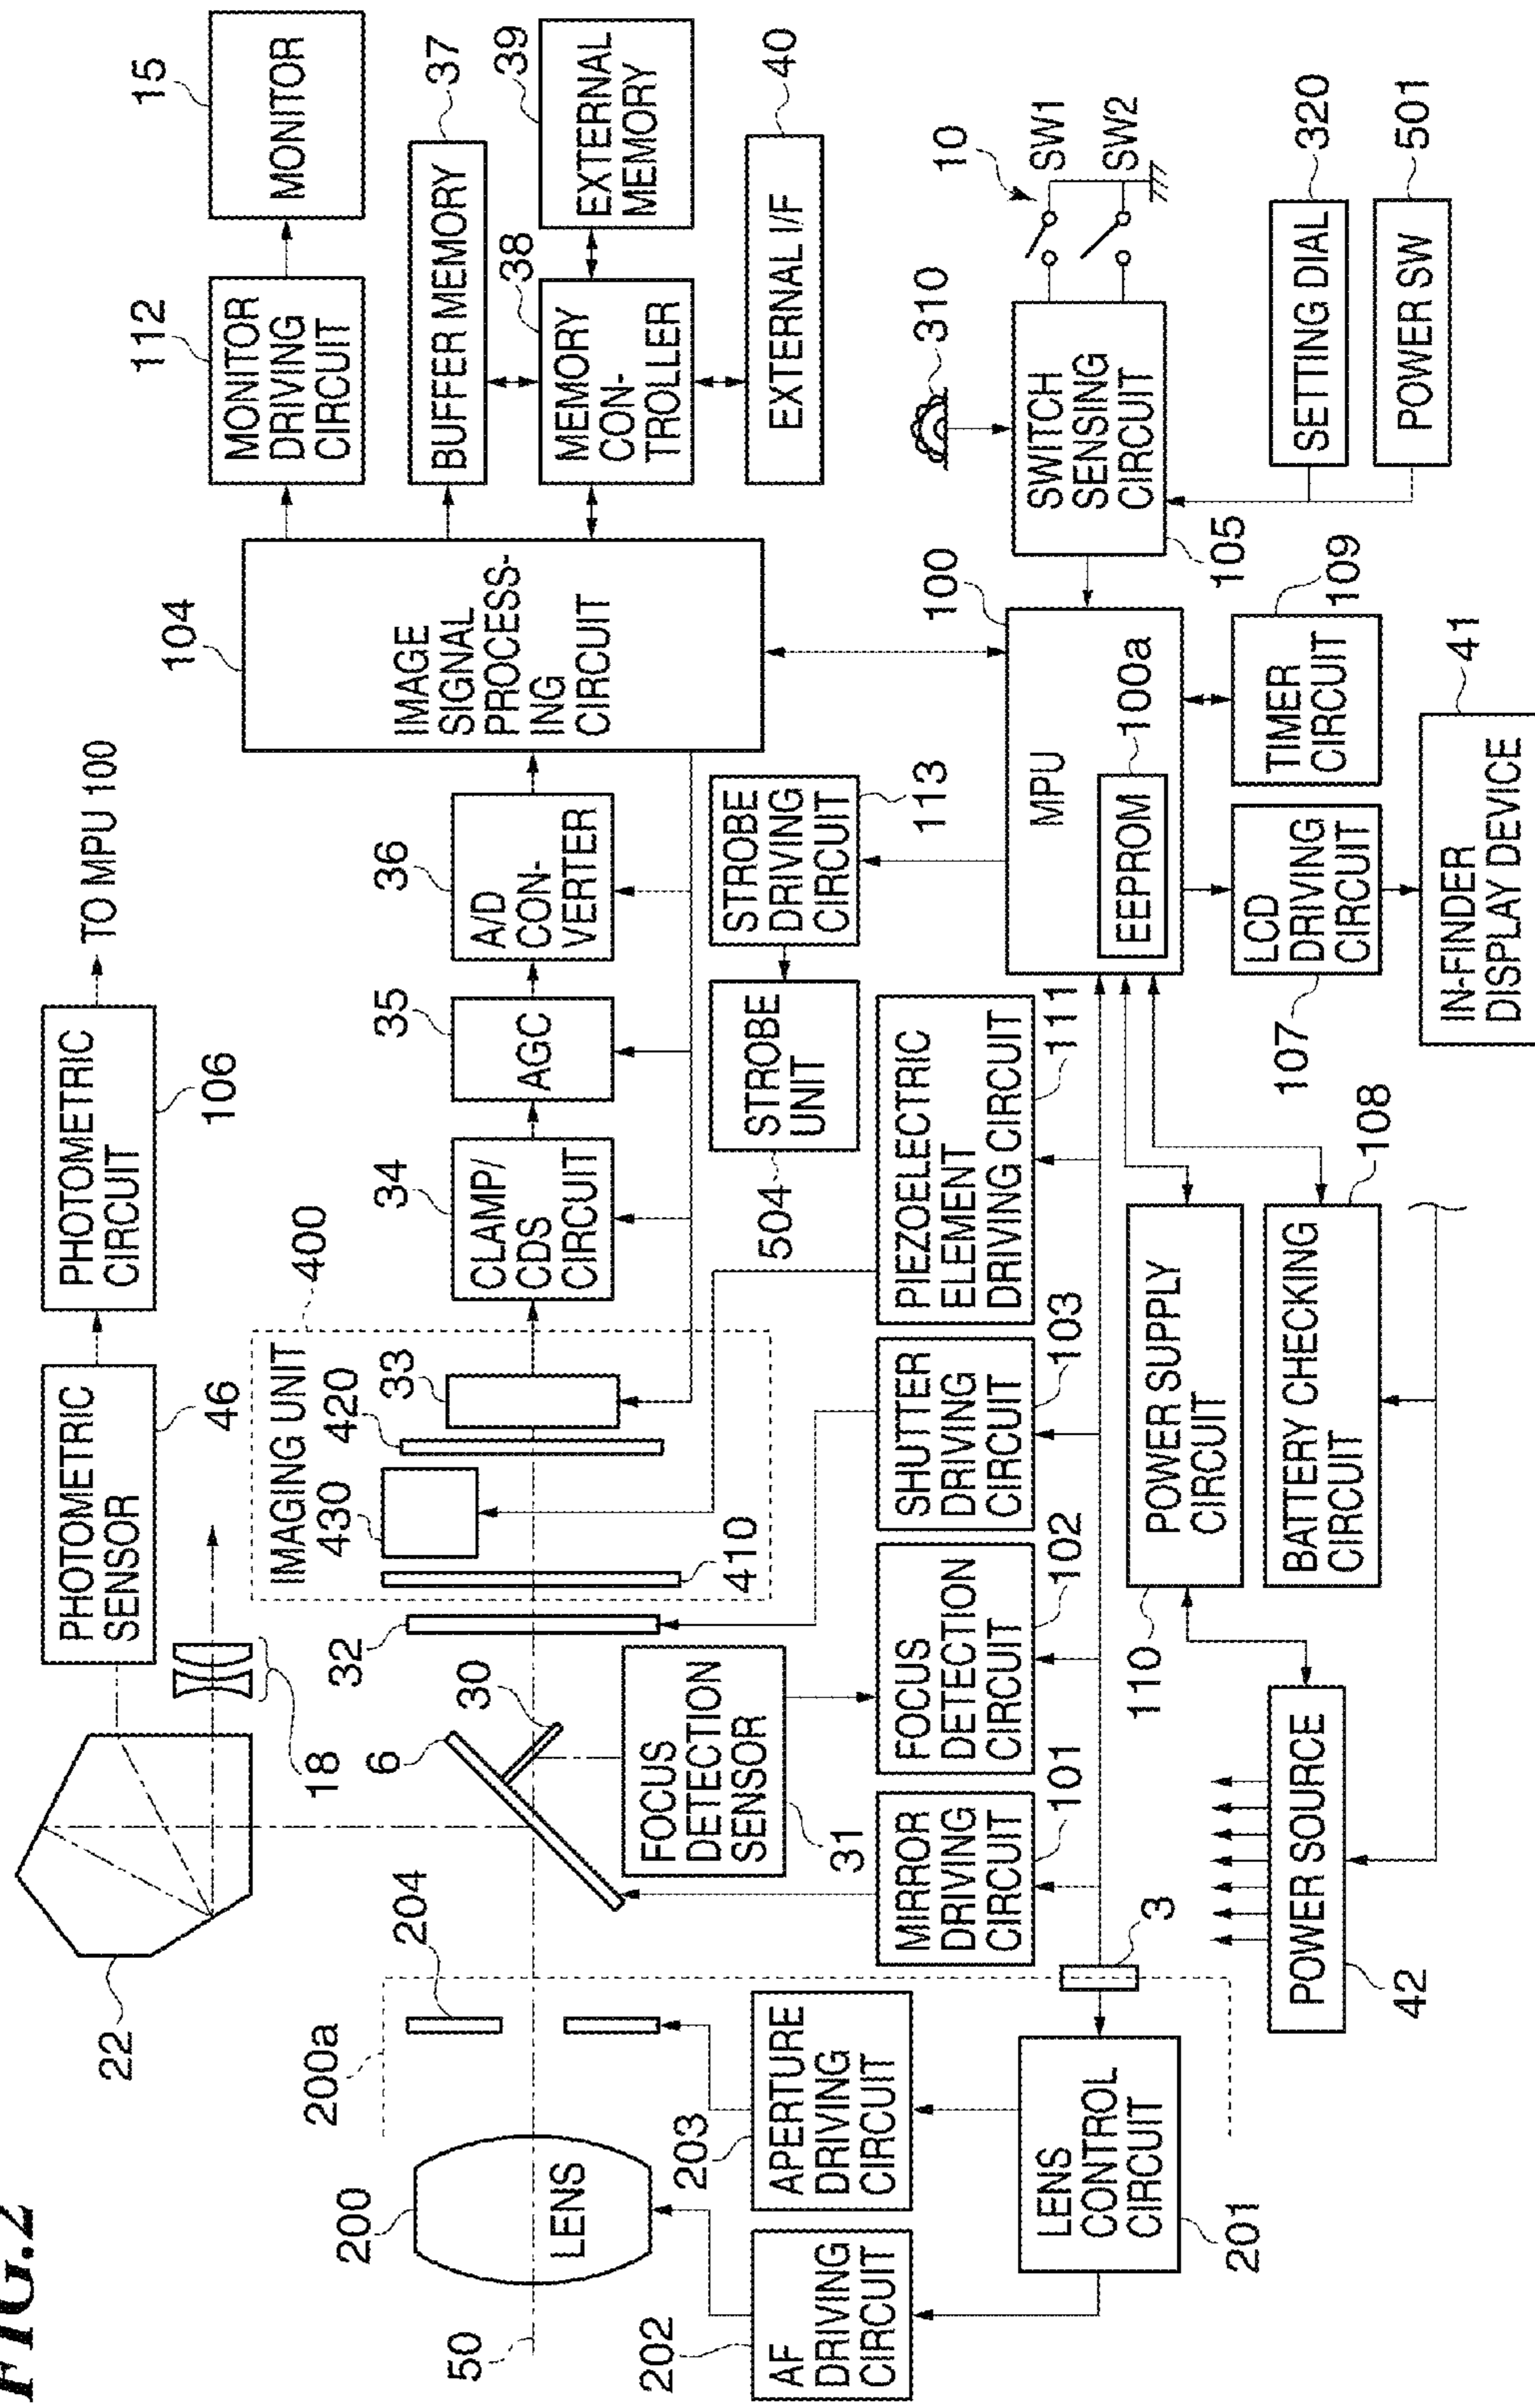 FIG.2
22
PHOTOMETRIC
SENSOR
46
PHOTOMETRIC
CIRCUIT
106
TO MPU 100
104
112
MONITOR
DRIVING
CIRCUIT
15
MONITOR
18
200a
204
6
30
32
IMAGING UNIT
400
430
420
33
410
34
CLAMP/
CDS
CIRCUIT
35
AGC
36
A/D
CON-
VERTER
IMAGE
SIGNAL
PROCESS-
ING
CIRCUIT
BUFFER MEMORY
37
38
MEMORY
CON-
TROLLER
39
EXTERNAL
MEMORY
EXTERNAL I/F
40
50
200
LENS
FOCUS
DETECTION
SENSOR
31
504
STROBE
UNIT
STROBE
DRIVING
CIRCUIT
113
202
AF
DRIVING
CIRCUIT
203
APERTURE
DRIVING
CIRCUIT
MIRROR
DRIVING
CIRCUIT
101
FOCUS
DETECTION
CIRCUIT
102
SHUTTER
DRIVING
CIRCUIT
103
PIEZOELECTRIC
ELEMENT
DRIVING CIRCUIT
111
100
MPU
EEPROM
100a
310
10
SW1
SW2
SWITCH
SENSING
CIRCUIT
105
201
LENS
CONTROL
CIRCUIT
3
110
POWER SUPPLY
CIRCUIT
BATTERY CHECKING
CIRCUIT
108
107
LCD
DRIVING
CIRCUIT
TIMER
CIRCUIT
109
SETTING DIAL
320
POWER SW
501
42
POWER SOURCE
IN-FINDER
DISPLAY DEVICE
41